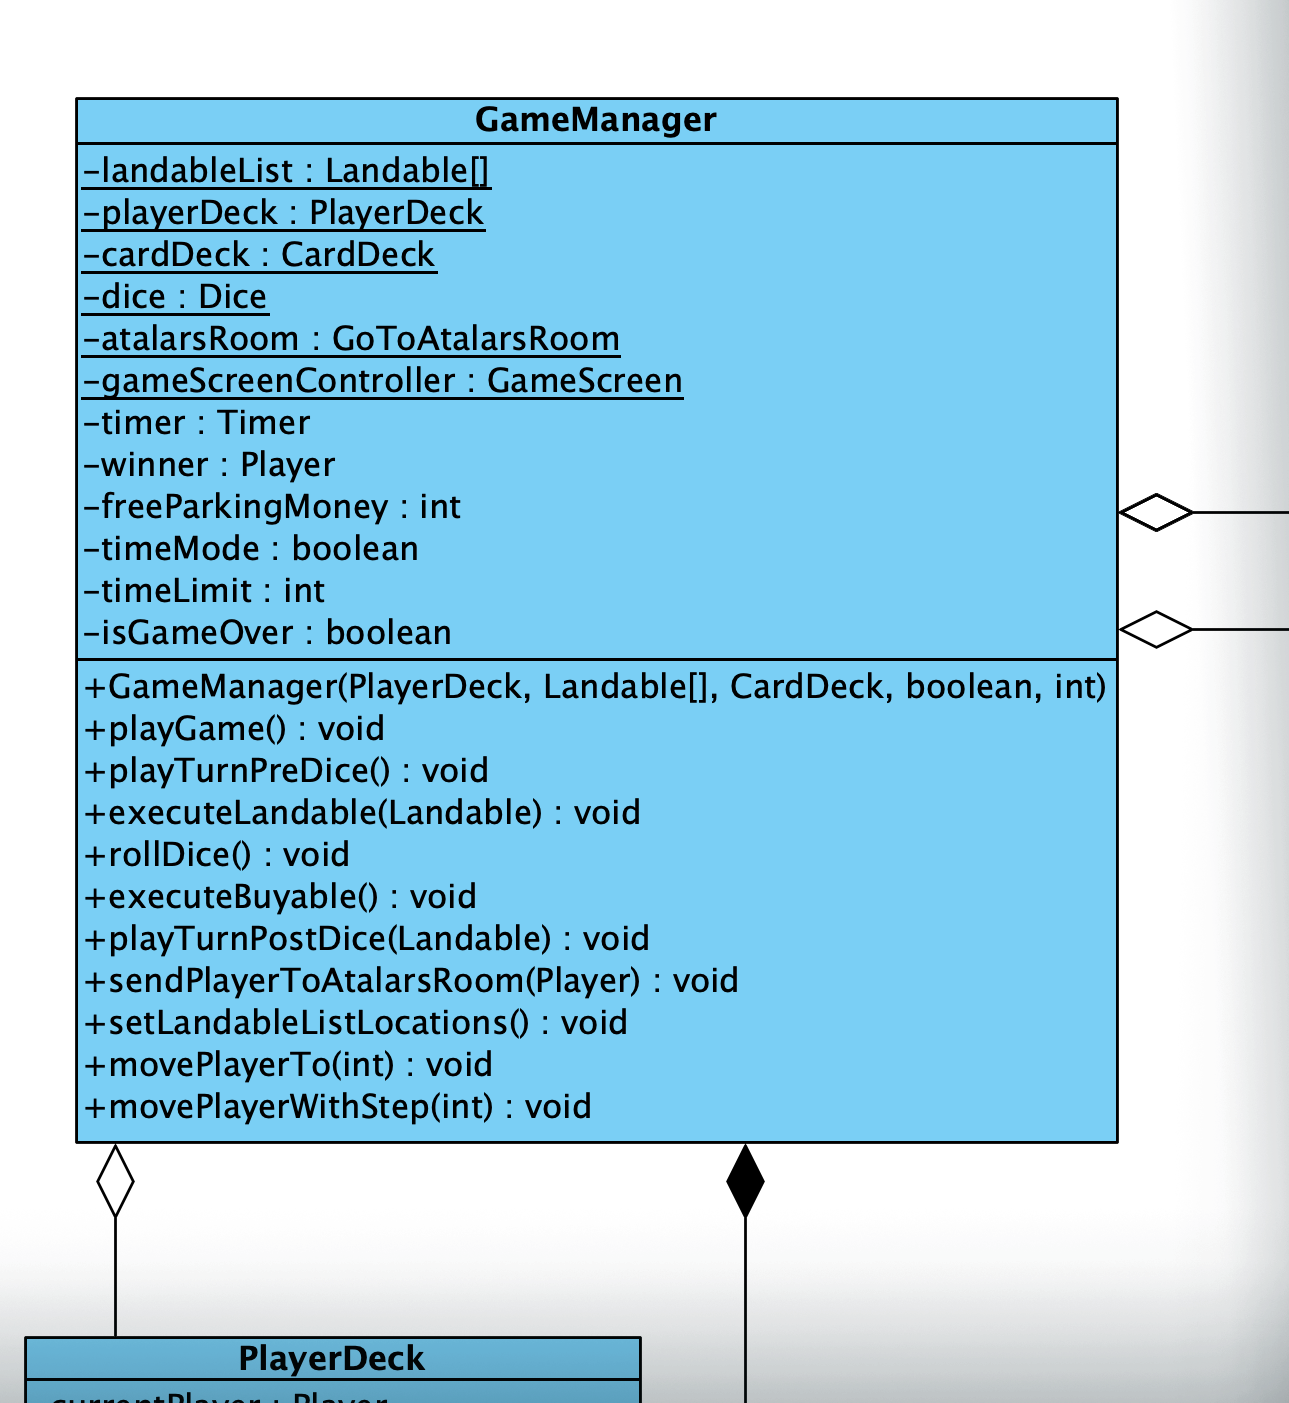 GameManager
-landableList : Landable[]
-playerDeck : PlayerDeck
-cardDeck : CardDeck
-dice : Dice
-atalarsRoom : GoToAtalarsRoom
-gameScreenController : GameScreen
-timer : Timer
-winner : Player
-freeParkingMoney : int
-timeMode : boolean
-timeLimit : int
-isGameOver : boolean
+GameManager(PlayerDeck, Landable[], CardDeck, boolean, int)
+playGame() : void
+playTurnPreDice() : void
+executeLandable(Landable) : void
+rollDice() : void
+executeBuyable() : void
+playTurnPostDice(Landable) : void
+sendPlayerToAtalarsRoom(Player) : void
+setLandableListLocations() : void
+movePlayerTo(int) : void
+movePlayerWithStep(int) : void
PlayerDeck
-currentPlayer : Player